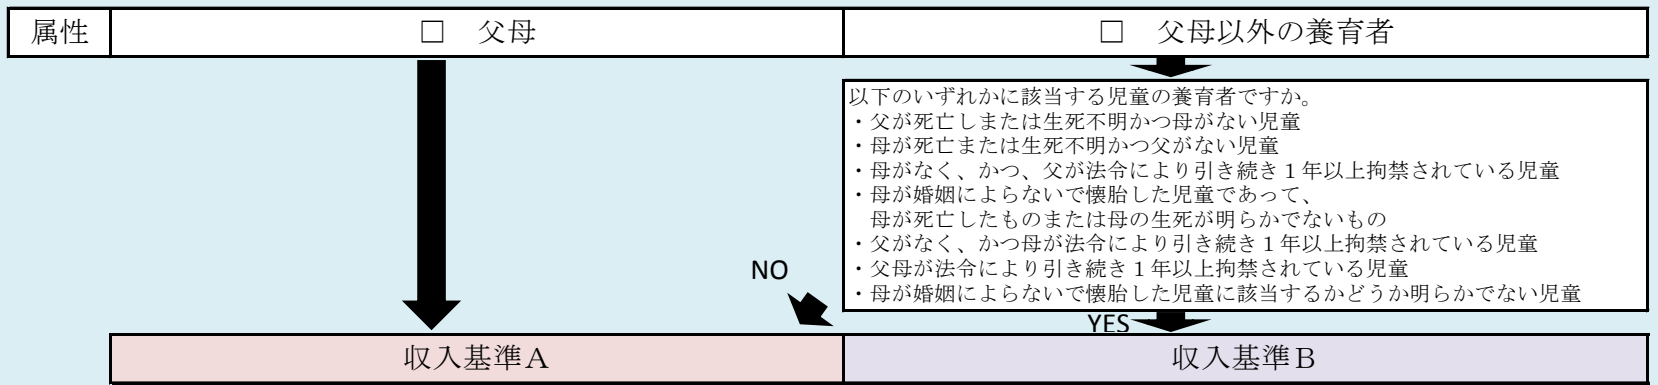 属性
□　父母
□　父母以外の養育者
以下のいずれかに該当する児童の養育者ですか。
・父が死亡しまたは生死不明かつ母がない児童
・母が死亡または生死不明かつ父がない児童
・母がなく、かつ、父が法令により引き続き１年以上拘禁されている児童
・母が婚姻によらないで懐胎した児童であって、
　母が死亡したものまたは母の生死が明らかでないもの
・父がなく、かつ母が法令により引き続き１年以上拘禁されている児童
・父母が法令により引き続き１年以上拘禁されている児童
・母が婚姻によらないで懐胎した児童に該当するかどうか明らかでない児童
NO
YES
収入基準Ａ
収入基準Ｂ